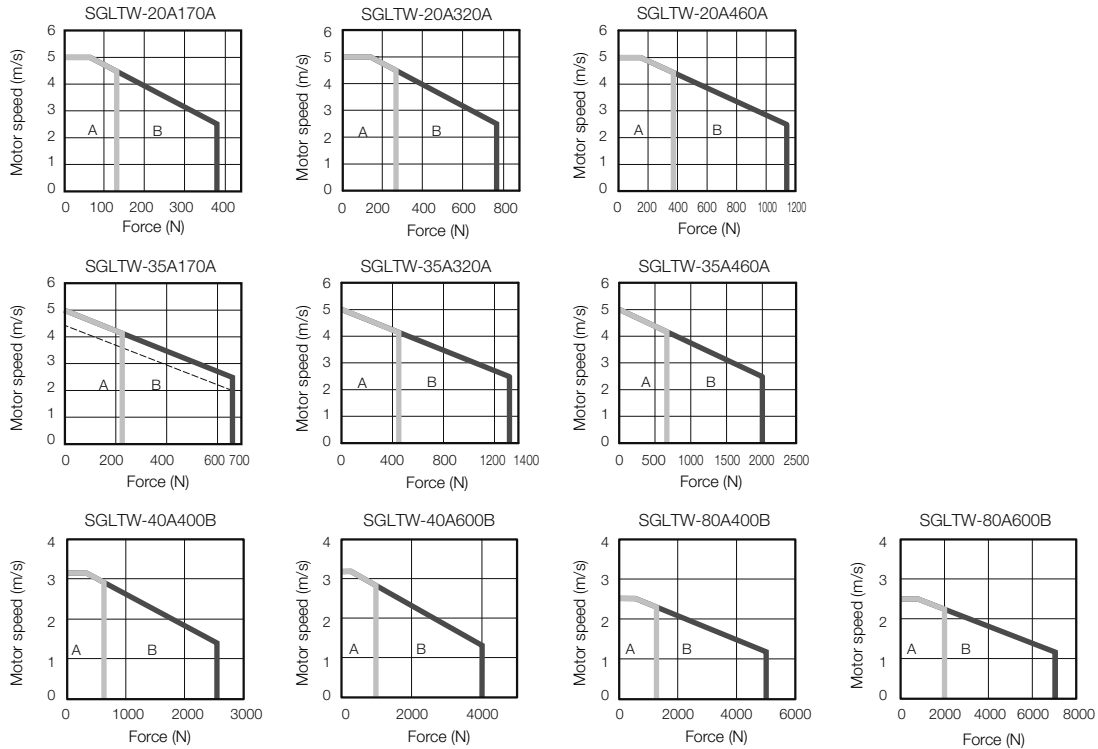 SGLTW-20A170A
Motor speed (m/s)
6
5
4
3
2
1
0
A
B
0 100 200 300 400
Force (N)
SGLTW-20A320A
Motor speed (m/s)
6
5
4
3
2
1
0
A
B
0 200 400 600 800
Force (N)
SGLTW-20A460A
Motor speed (m/s)
6
5
4
3
2
1
0
A
B
0 200 400 600 800 1000 1200
Force (N)
SGLTW-35A170A
Motor speed (m/s)
6
5
4
3
2
1
0
A
B
0 200 400 600 700
Force (N)
SGLTW-35A320A
Motor speed (m/s)
6
5
4
3
2
1
0
A
B
0 400 800 1200 1400
Force (N)
SGLTW-35A460A
Motor speed (m/s)
6
5
4
3
2
1
0
A
B
0 500 1000 1500 2000 2500
Force (N)
SGLTW-40A400B
Motor speed (m/s)
4
3
2
1
0
A
B
0 1000 2000 3000
Force (N)
SGLTW-40A600B
Motor speed (m/s)
4
3
2
1
0
A
B
0 2000 4000
Force (N)
SGLTW-80A400B
Motor speed (m/s)
4
3
2
1
0
A
B
0 2000 4000 6000
Force (N)
SGLTW-80A600B
Motor speed (m/s)
4
3
2
1
0
A
B
0 2000 4000 6000 8000
Force (N)